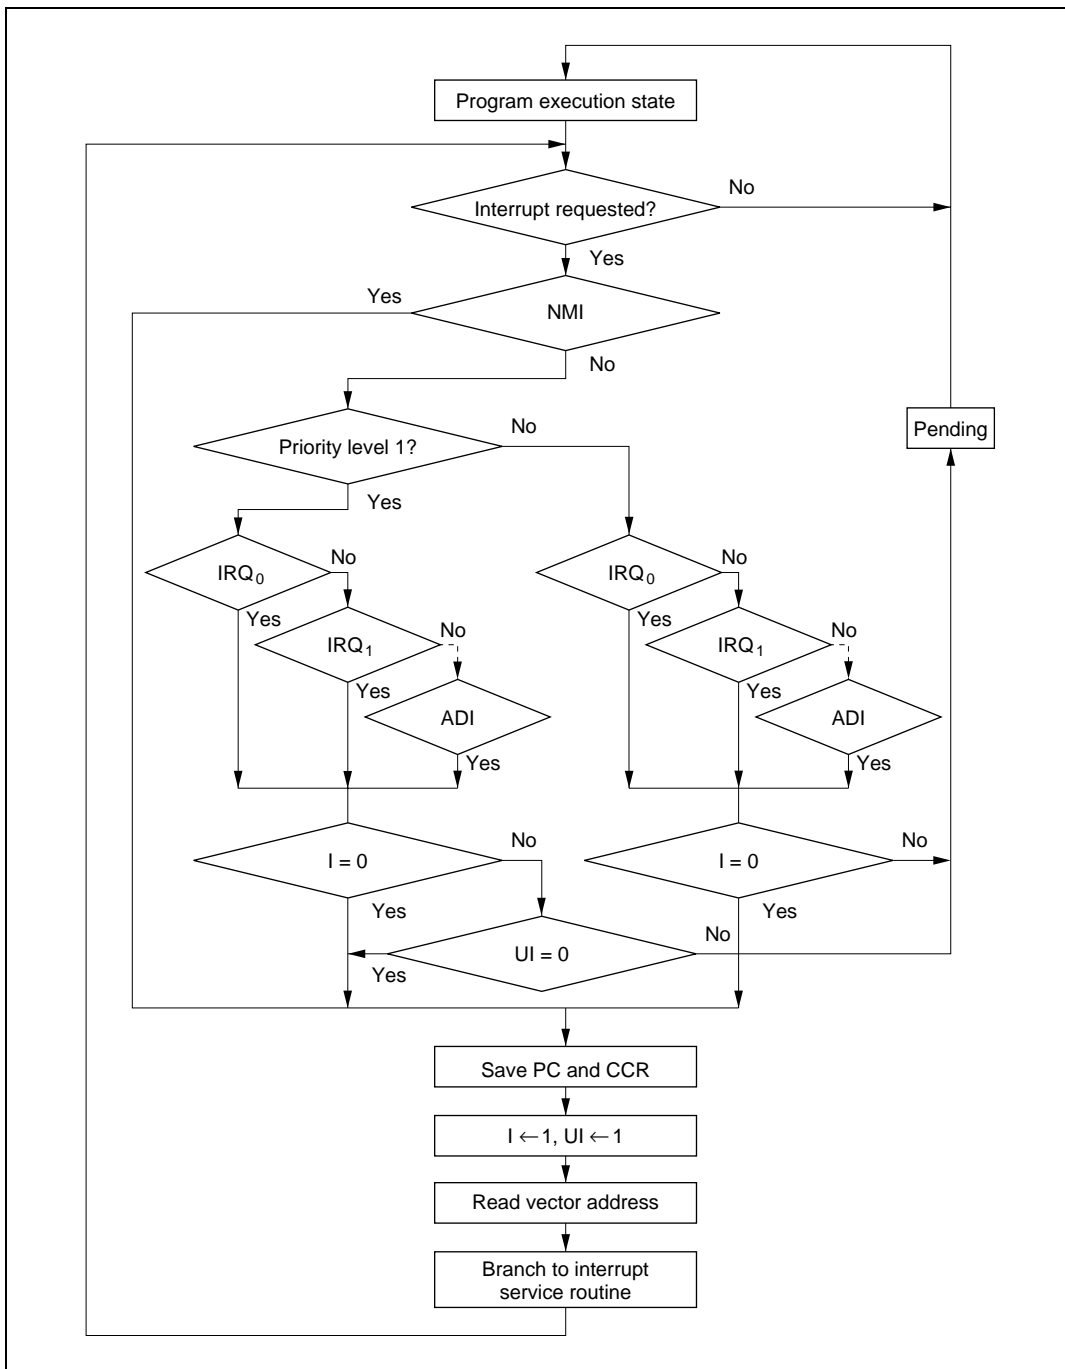 Program execution state
No
Interrupt requested?
Yes
Yes
NMI
No
Pending
No
Priority level 1?
Yes
No
No
IRQ0
IRQ0
Yes
No
Yes
No
IRQ1
IRQ1
Yes
Yes
ADI
ADI
Yes
Yes
No
No
I = 0
I = 0
Yes
Yes
No
UI = 0
Yes
Save PC and CCR
I ← 1, UI ← 1
Read vector address
Branch to interrupt
service routine